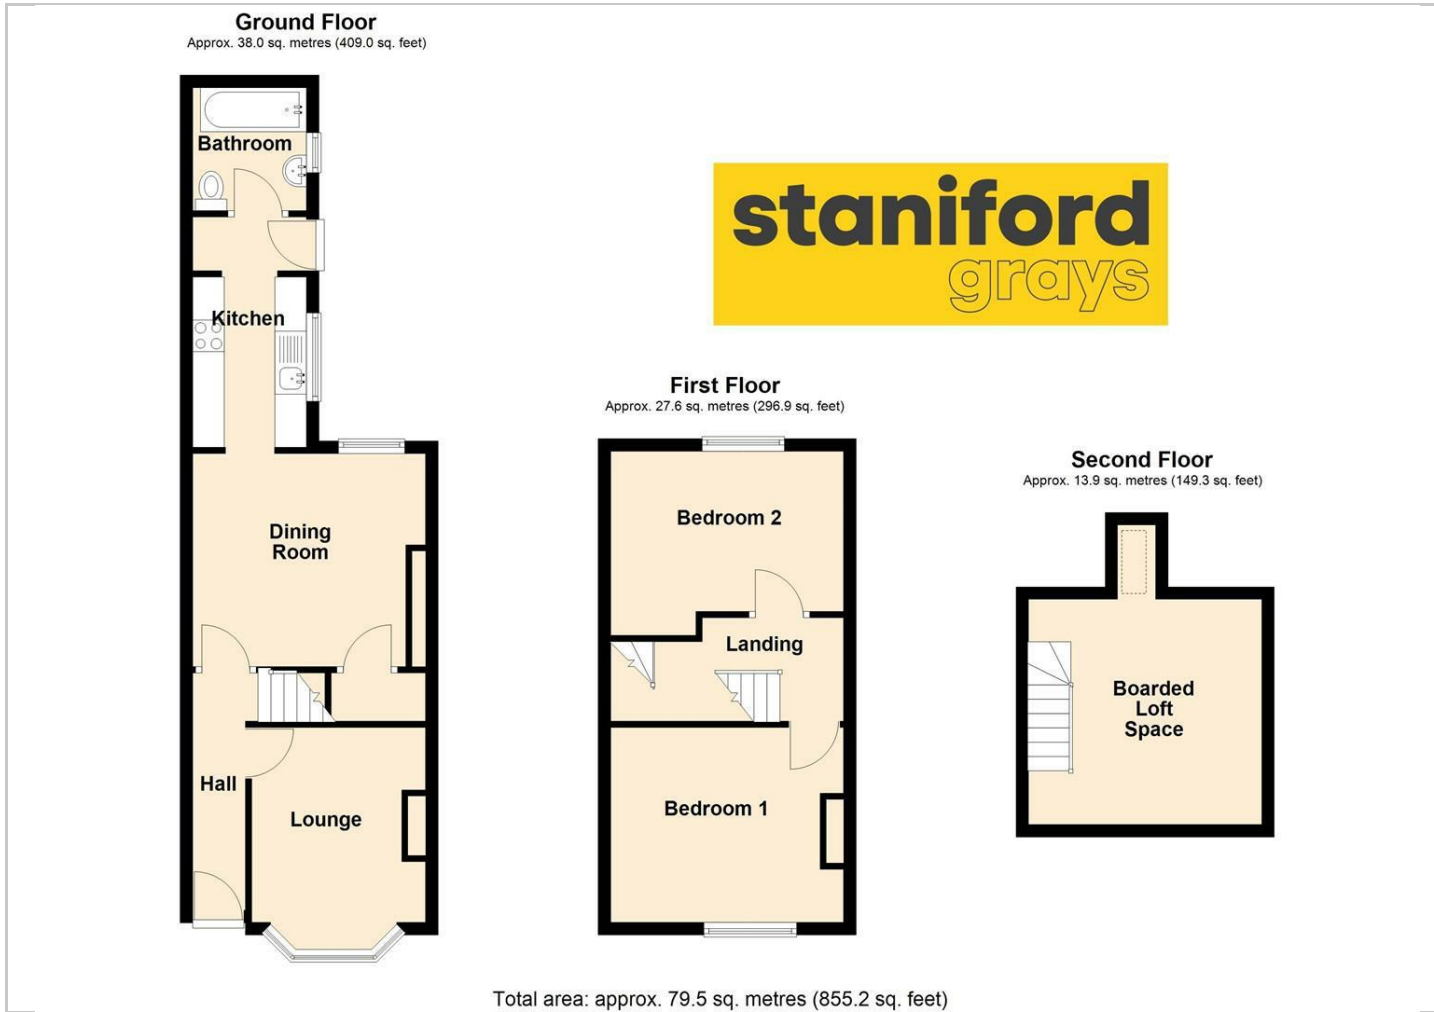 Ground Floor
Approx. 38.0 sq. metres (409.0 sq. feet)
Bathroom
Kitchen
Dining
Room
Hall
Lounge
staniford
grays
First Floor
Approx. 27.6 sq. metres (296.9 sq. feet)
Bedroom 2
Landing
Bedroom 1
Second Floor
Approx. 13.9 sq. metres (149.3 sq. feet)
Boarded
Loft
Space
Total area: approx. 79.5 sq. metres (855.2 sq. feet)